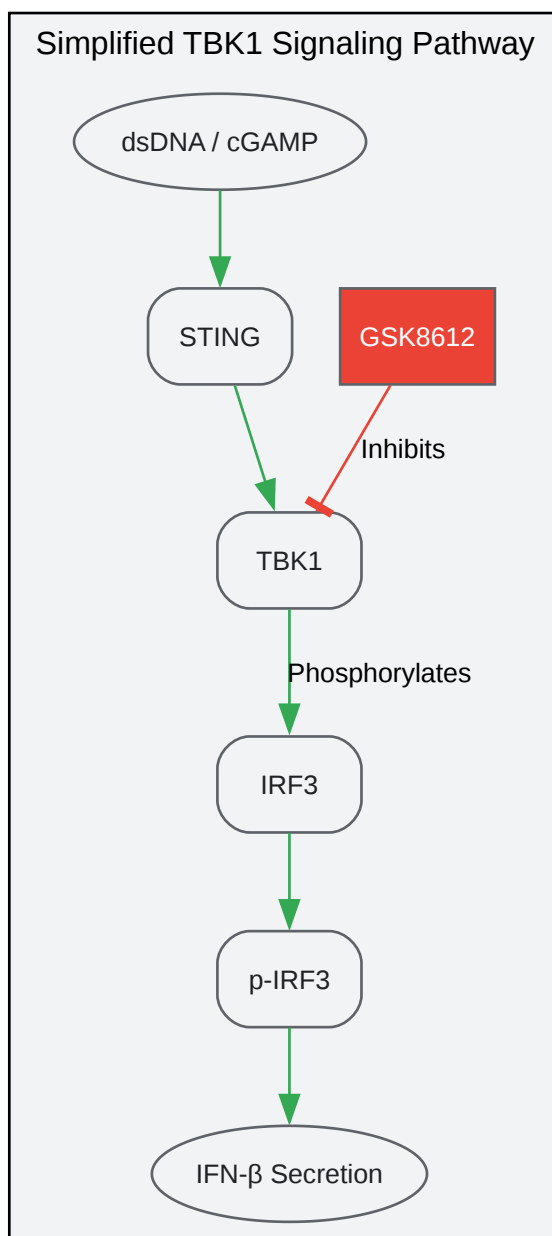 Simplified TBK1 Signaling Pathway
dsDNA / cGAMP
STING
GSK8612
Inhibits
TBK1
Phosphorylates
IRF3
p-IRF3
IFN-β Secretion